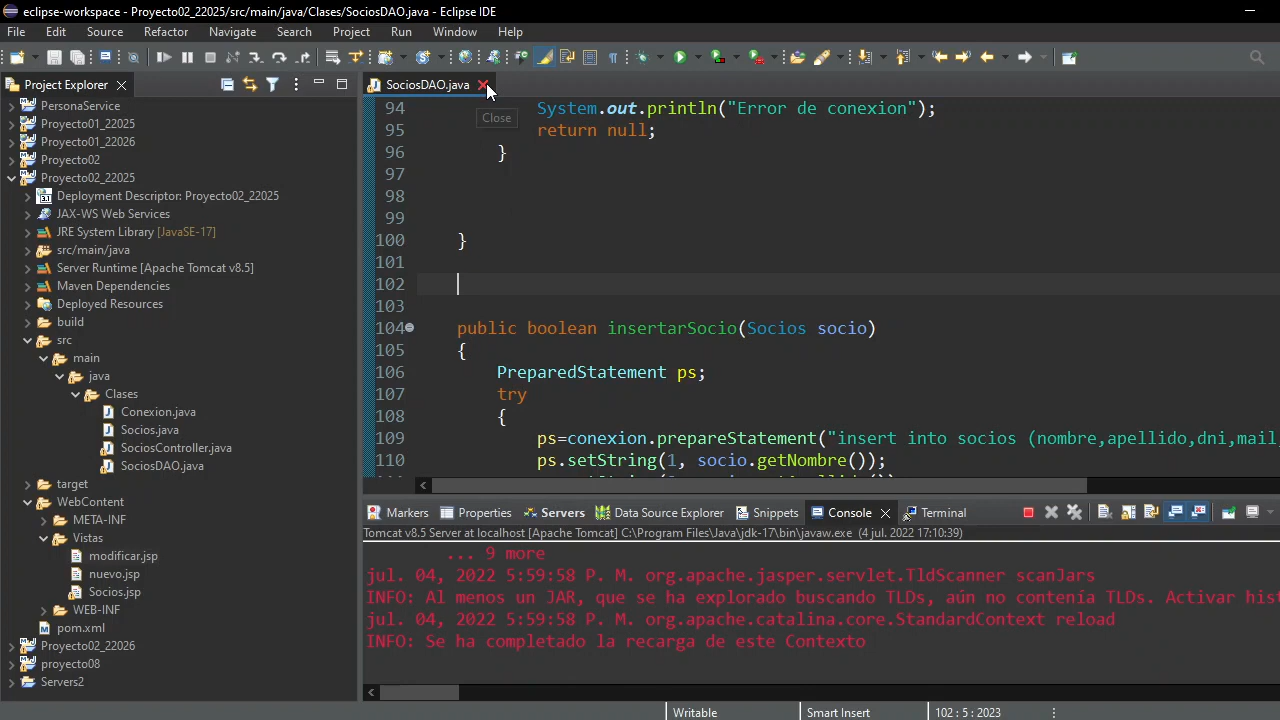 eclipse-workspace - Proyecto02_22025/src/main/java/Clases/SociosDAO.java - Eclipse IDE
File Edit Source Refactor Navigate Search Project Run Window Help
Project Explorer
PersonaService
Proyecto01_22025
Proyecto01_22026
Proyecto02
Proyecto02_22025
Deployment Descriptor: Proyecto02_22025
JAX-WS Web Services
JRE System Library [JavaSE-17]
src/main/java
Server Runtime [Apache Tomcat v8.5]
Maven Dependencies
Deployed Resources
build
src
main
java
Clases
Conexion.java
Socios.java
SociosController.java
SociosDAO.java
target
WebContent
META-INF
Vistas
modificar.jsp
nuevo.jsp
Socios.jsp
WEB-INF
pom.xml
Proyecto02_22026
proyecto08
Servers2
SociosDAO.java
Close
94 System.out.println("Error de conexion");
95 return null;
96 }
97
98
99
100 }
101
102
103
104 public boolean insertarSocio(Socios socio)
105 {
106 PreparedStatement ps;
107 try
108 {
109 ps=conexion.prepareStatement("insert into socios (nombre,apellido,dni,mail,
110 ps.setString(1, socio.getNombre());
Markers Properties Servers Data Source Explorer Snippets Console Terminal
Tomcat v8.5 Server at localhost [Apache Tomcat] C:\Program Files\Java\jdk-17\bin\javaw.exe (4 jul. 2022 17:10:39)
... 9 more
jul. 04, 2022 5:59:58 P. M. org.apache.jasper.servlet.TldScanner scanJars
INFO: Al menos un JAR, que se ha explorado buscando TLDs, aún no contenía TLDs. Activar hist
jul. 04, 2022 5:59:58 P. M. org.apache.catalina.core.StandardContext reload
INFO: Se ha completado la recarga de este Contexto
Writable Smart Insert 102 : 5 : 2023